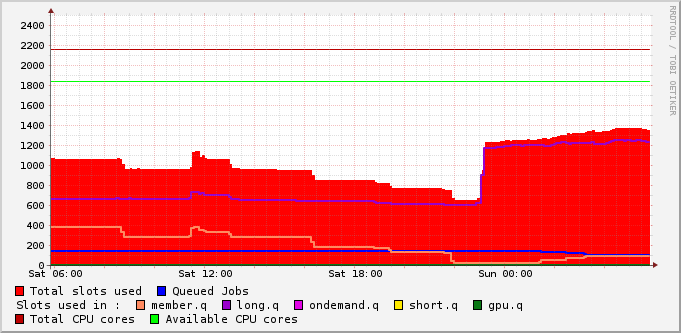 2400
2200
2000
1800
1600
1400
1200
1000
800
600
400
200
0
Sat 06:00 Sat 12:00 Sat 18:00 Sun 00:00
Total slots used Queued Jobs
Slots used in : member.q long.q ondemand.q short.q gpu.q
Total CPU cores Available CPU cores
RRDTOOL / TOBI OETIKER